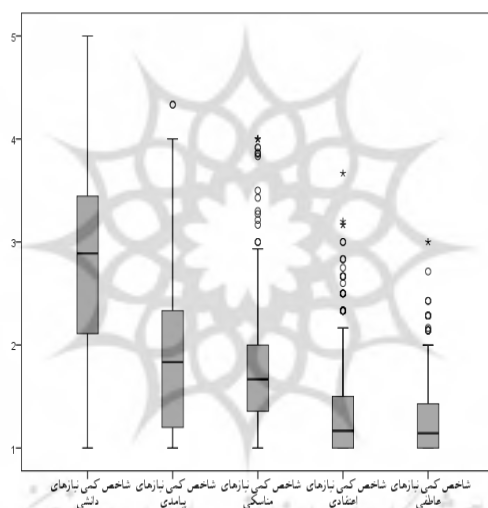 5
4
3
2
1
شاخص کمی نیازهای دانشی
شاخص کمی نیازهای پیامدی
شاخص کمی نیازهای مناسکی
شاخص کمی نیازهای اعتقادی
شاخص کمی نیازهای عاطفی